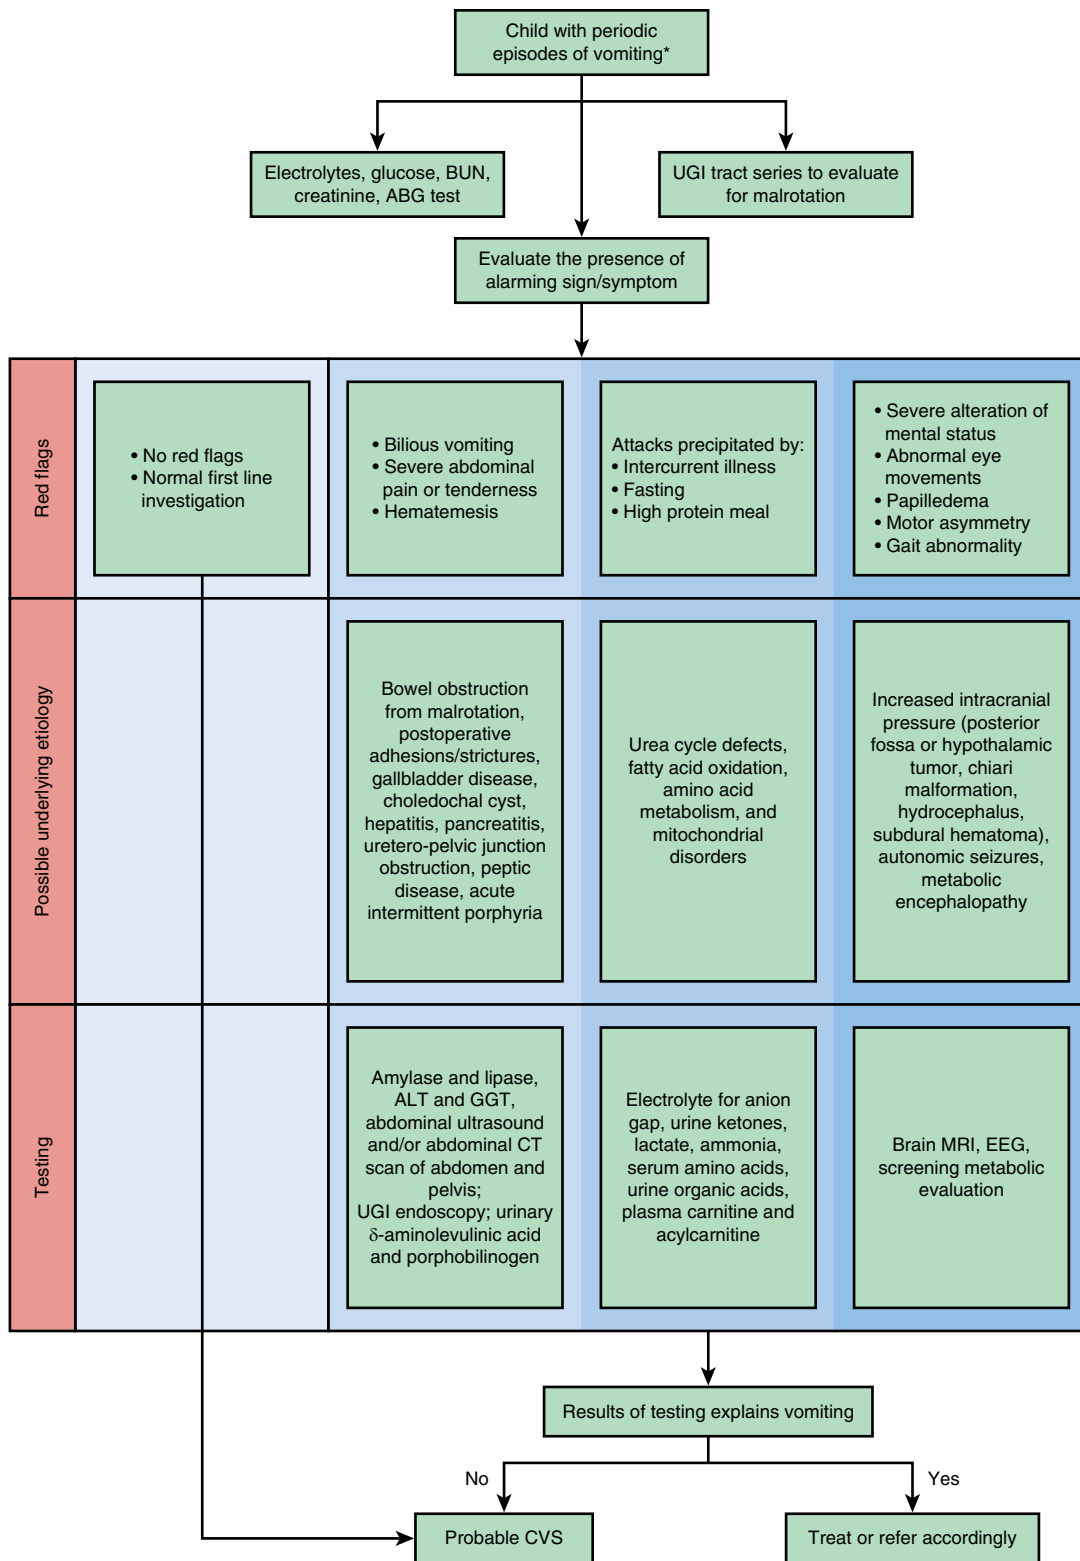 Child with periodic
episodes of vomiting*
Electrolytes, glucose, BUN,
creatinine, ABG test
UGI tract series to evaluate
for malrotation
Evaluate the presence of
alarming sign/symptom
Red flags
• No red flags
• Normal first line
investigation
• Bilious vomiting
• Severe abdominal
pain or tenderness
• Hematemesis
Attacks precipitated by:
• Intercurrent illness
• Fasting
• High protein meal
• Severe alteration of
mental status
• Abnormal eye
movements
• Papilledema
• Motor asymmetry
• Gait abnormality
Possible underlying etiology
Bowel obstruction
from malrotation,
postoperative
adhesions/strictures,
gallbladder disease,
choledochal cyst,
hepatitis, pancreatitis,
uretero-pelvic junction
obstruction, peptic
disease, acute
intermittent porphyria
Urea cycle defects,
fatty acid oxidation,
amino acid
metabolism, and
mitochondrial
disorders
Increased intracranial
pressure (posterior
fossa or hypothalamic
tumor, chiari
malformation,
hydrocephalus,
subdural hematoma),
autonomic seizures,
metabolic
encephalopathy
Testing
Amylase and lipase,
ALT and GGT,
abdominal ultrasound
and/or abdominal CT
scan of abdomen and
pelvis;
UGI endoscopy; urinary
δ-aminolevulinic acid
and porphobilinogen
Electrolyte for anion
gap, urine ketones,
lactate, ammonia,
serum amino acids,
urine organic acids,
plasma carnitine and
acylcarnitine
Brain MRI, EEG,
screening metabolic
evaluation
Results of testing explains vomiting
No
Yes
Probable CVS
Treat or refer accordingly